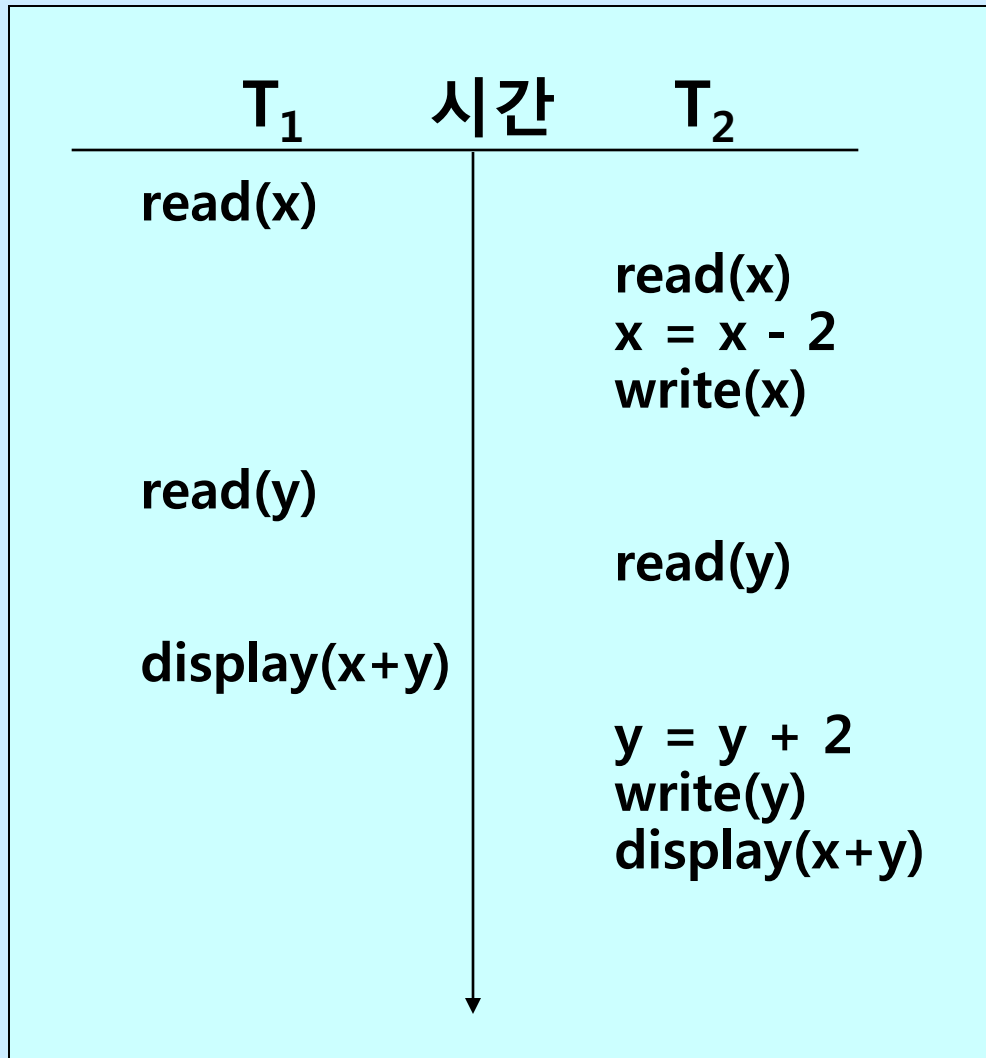 T₁ 시간 T₂
read(x)
read(x)
x = x - 2
write(x)
read(y)
read(y)
display(x+y)
y = y + 2
write(y)
display(x+y)